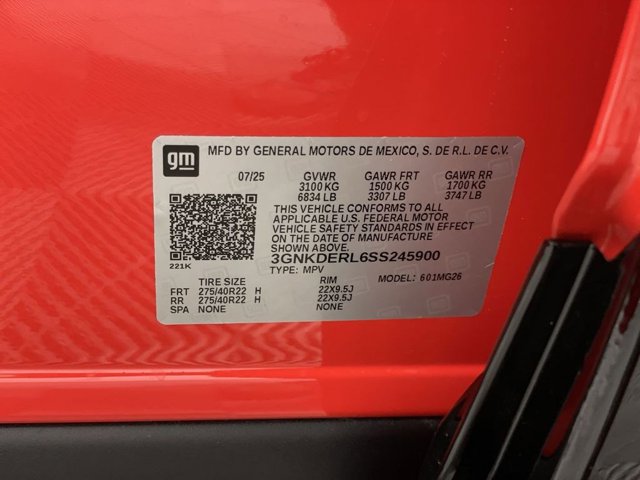 gm
MFD BY GENERAL MOTORS DE MEXICO, S. DE R.L. DE C.V.
07/25 GVWR GAWR FRT GAWR RR
3100 KG 1500 KG 1700 KG
6834 LB 3307 LB 3747 LB
THIS VEHICLE CONFORMS TO ALL
APPLICABLE U.S. FEDERAL MOTOR
VEHICLE SAFETY STANDARDS IN EFFECT
ON THE DATE OF MANUFACTURE
SHOWN ABOVE.
3GNKDERL6SS245900
221K TYPE: MPV MODEL: 601MG26
TIRE SIZE RIM
FRT 275/40R22 H 22X9.5J
RR 275/40R22 H 22X9.5J
SPA NONE NONE